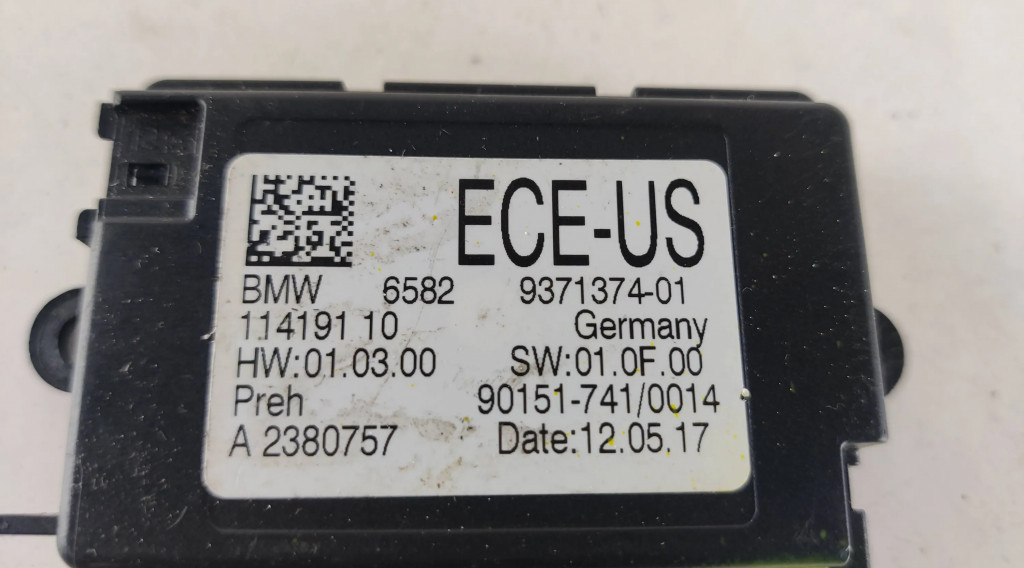 ECE-US
BMW 6582 9371374-01
114191 10 Germany
HW:01.03.00 SW:01.0F.00
Preh 90151-741/0014
A 2380757 Date:12.05.17